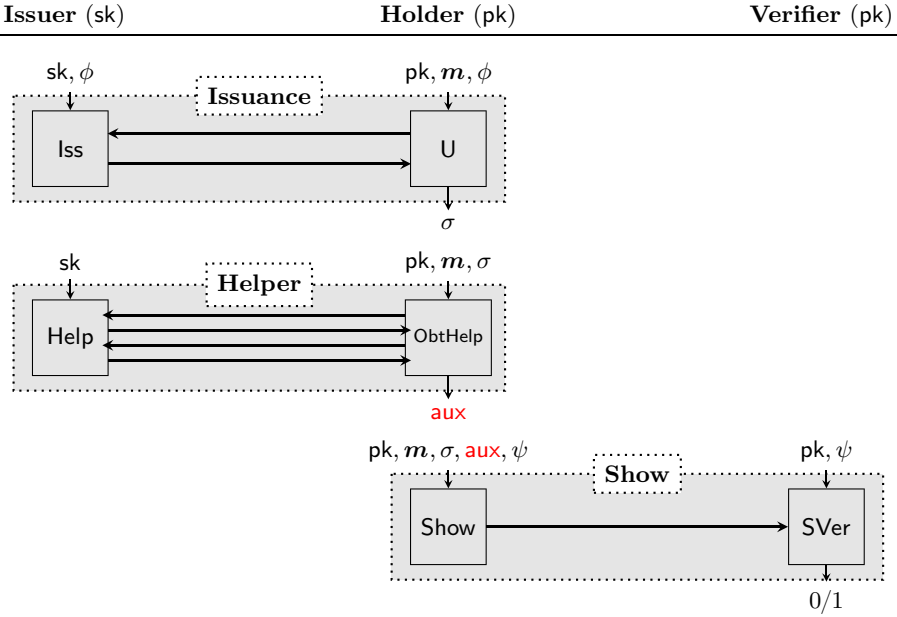 Issuer (sk) Holder (pk) Verifier (pk)
sk, ϕ pk, m, ϕ
Issuance
Iss U
σ
sk pk, m, σ
Helper
Help ObtHelp
aux
pk, m, σ, aux, ψ pk, ψ
Show
Show SVer
0/1